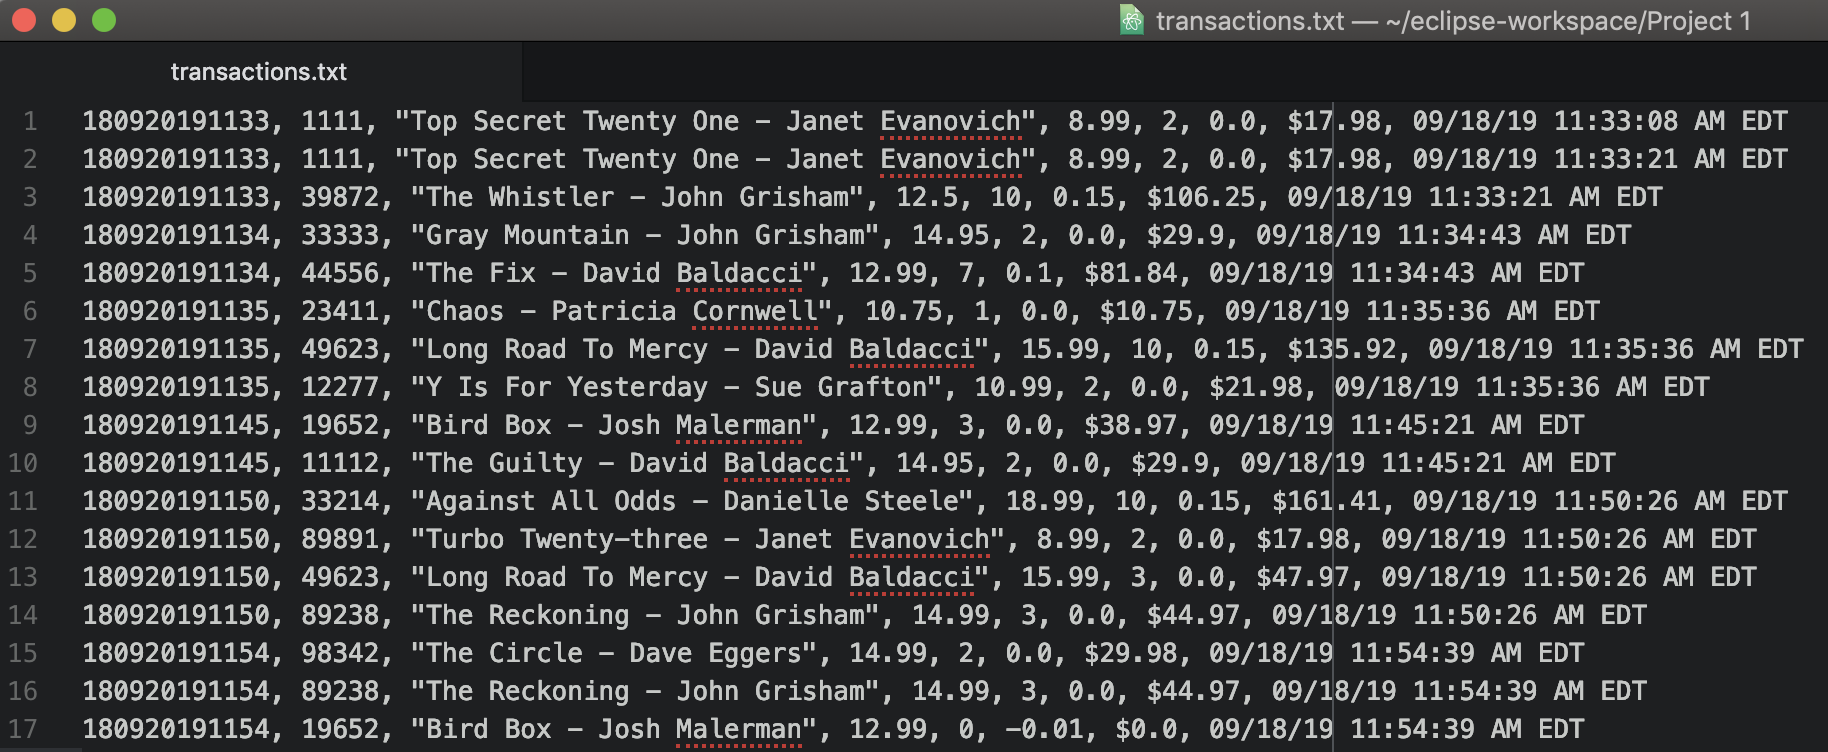 transactions.txt — ~/eclipse-workspace/Project 1
transactions.txt
1 180920191133, 1111, "Top Secret Twenty One - Janet Evanovich", 8.99, 2, 0.0, $17.98, 09/18/19 11:33:08 AM EDT
2 180920191133, 1111, "Top Secret Twenty One - Janet Evanovich", 8.99, 2, 0.0, $17.98, 09/18/19 11:33:21 AM EDT
3 180920191133, 39872, "The Whistler - John Grisham", 12.5, 10, 0.15, $106.25, 09/18/19 11:33:21 AM EDT
4 180920191134, 33333, "Gray Mountain - John Grisham", 14.95, 2, 0.0, $29.9, 09/18/19 11:34:43 AM EDT
5 180920191134, 44556, "The Fix - David Baldacci", 12.99, 7, 0.1, $81.84, 09/18/19 11:34:43 AM EDT
6 180920191135, 23411, "Chaos - Patricia Cornwell", 10.75, 1, 0.0, $10.75, 09/18/19 11:35:36 AM EDT
7 180920191135, 49623, "Long Road To Mercy - David Baldacci", 15.99, 10, 0.15, $135.92, 09/18/19 11:35:36 AM EDT
8 180920191135, 12277, "Y Is For Yesterday - Sue Grafton", 10.99, 2, 0.0, $21.98, 09/18/19 11:35:36 AM EDT
9 180920191145, 19652, "Bird Box - Josh Malerman", 12.99, 3, 0.0, $38.97, 09/18/19 11:45:21 AM EDT
10 180920191145, 11112, "The Guilty - David Baldacci", 14.95, 2, 0.0, $29.9, 09/18/19 11:45:21 AM EDT
11 180920191150, 33214, "Against All Odds - Danielle Steele", 18.99, 10, 0.15, $161.41, 09/18/19 11:50:26 AM EDT
12 180920191150, 89891, "Turbo Twenty-three - Janet Evanovich", 8.99, 2, 0.0, $17.98, 09/18/19 11:50:26 AM EDT
13 180920191150, 49623, "Long Road To Mercy - David Baldacci", 15.99, 3, 0.0, $47.97, 09/18/19 11:50:26 AM EDT
14 180920191150, 89238, "The Reckoning - John Grisham", 14.99, 3, 0.0, $44.97, 09/18/19 11:50:26 AM EDT
15 180920191154, 98342, "The Circle - Dave Eggers", 14.99, 2, 0.0, $29.98, 09/18/19 11:54:39 AM EDT
16 180920191154, 89238, "The Reckoning - John Grisham", 14.99, 3, 0.0, $44.97, 09/18/19 11:54:39 AM EDT
17 180920191154, 19652, "Bird Box - Josh Malerman", 12.99, 0, -0.01, $0.0, 09/18/19 11:54:39 AM EDT